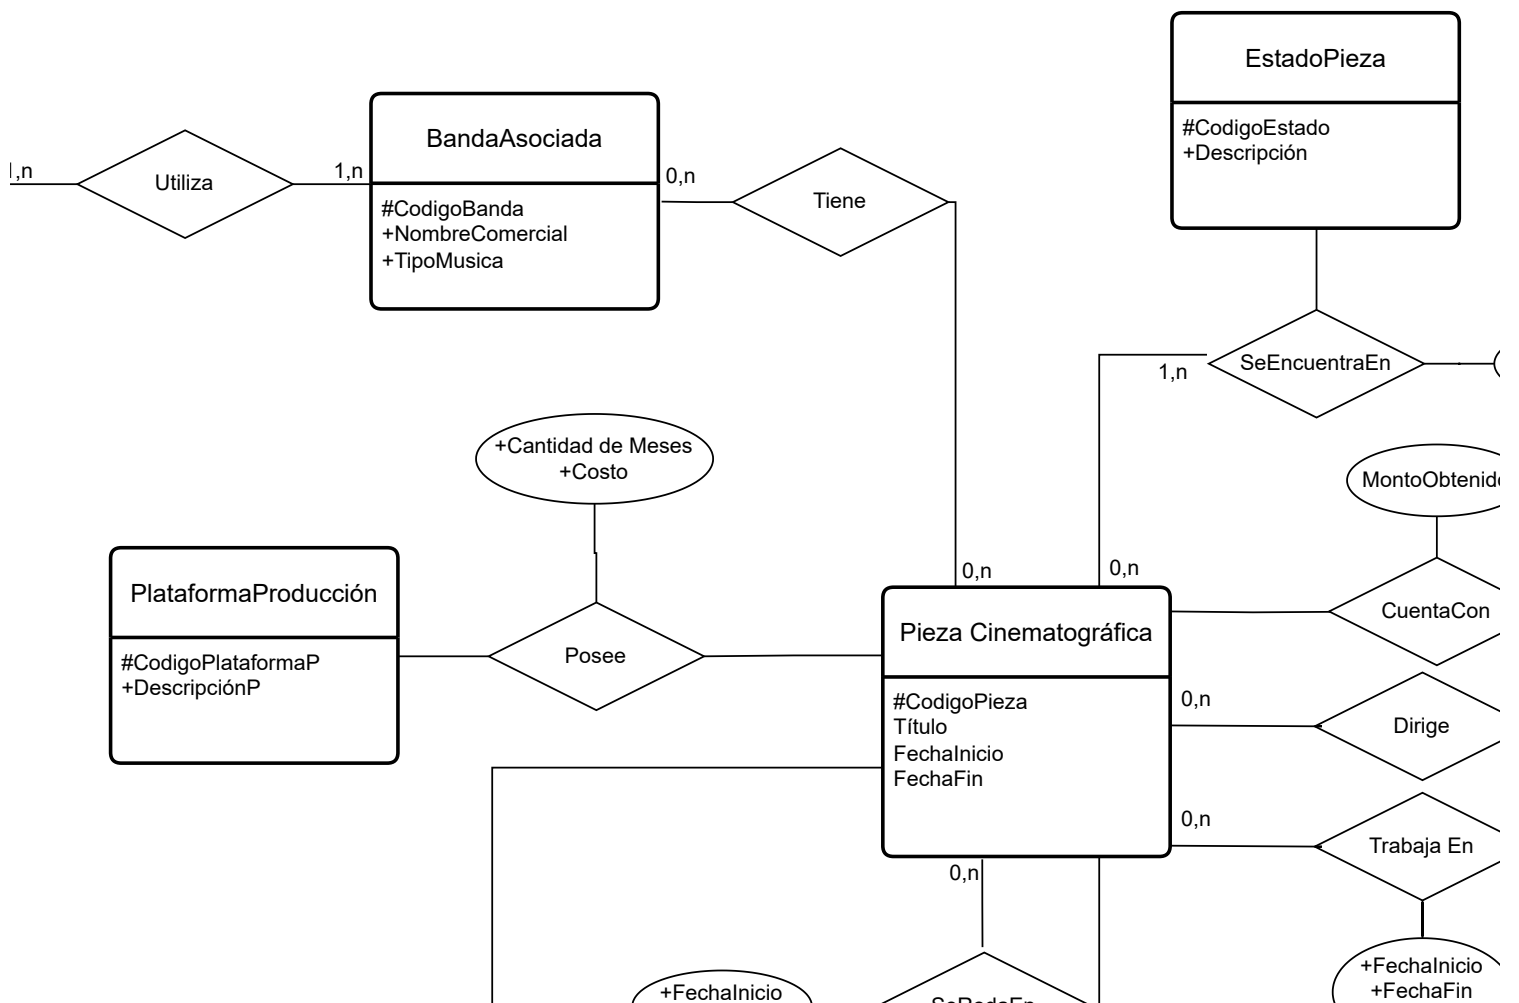 EstadoPieza
#CodigoEstado
+Descripción
BandaAsociada
#CodigoBanda
+NombreComercial
+TipoMusica
,n
Utiliza
1,n
0,n
Tiene
SeEncuentraEn
1,n
0,n
0,n
+Cantidad de Meses
+Costo
PlataformaProducción
#CodigoPlataformaP
+DescripciónP
Posee
Pieza Cinematográfica
#CodigoPieza
Título
FechaInicio
FechaFin
CuentaCon
0,n
Dirige
0,n
Trabaja En
+FechaInicio
+FechaFin
0,n
+FechaInicio